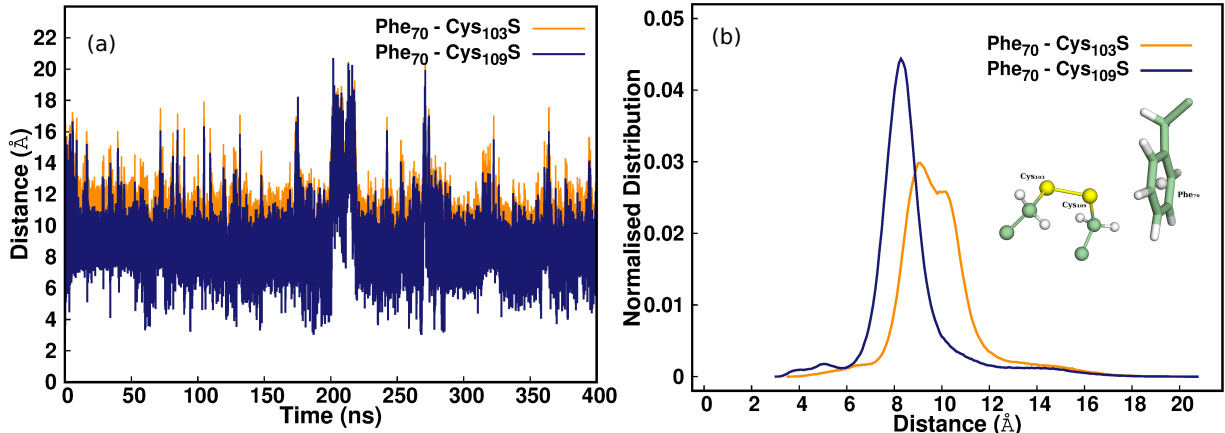 (a)
Phe70 - Cys103S
Phe70 - Cys109S
Distance (Å)
22
20
18
16
14
12
10
8
6
4
2
0
0 50 100 150 200 250 300 350 400
Time (ns)
(b)
Phe70 - Cys103S
Phe70 - Cys109S
Normalised Distribution
0.05
0.04
0.03
0.02
0.01
0
Cys103
Cys109
Phe70
0 2 4 6 8 10 12 14 16 18 20
Distance (Å)